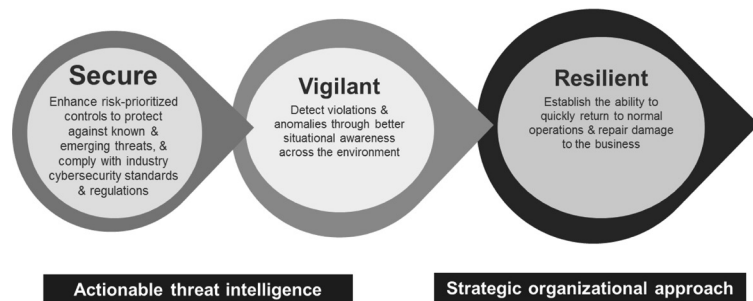 Secure
Enhance risk-prioritized
controls to protect
against known &
emerging threats, &
comply with industry
cybersecurity standards
& regulations
Vigilant
Detect violations &
anomalies through better
situational awareness
across the environment
Resilient
Establish the ability to
quickly return to normal
operations & repair damage
to the business
Actionable threat intelligence
Strategic organizational approach